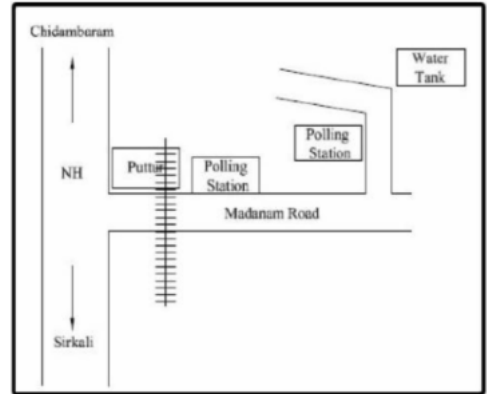 Chidambaram
Water
Tank
Polling
Station
Puttur
Polling
Station
NH
Madanam Road
Sirkali